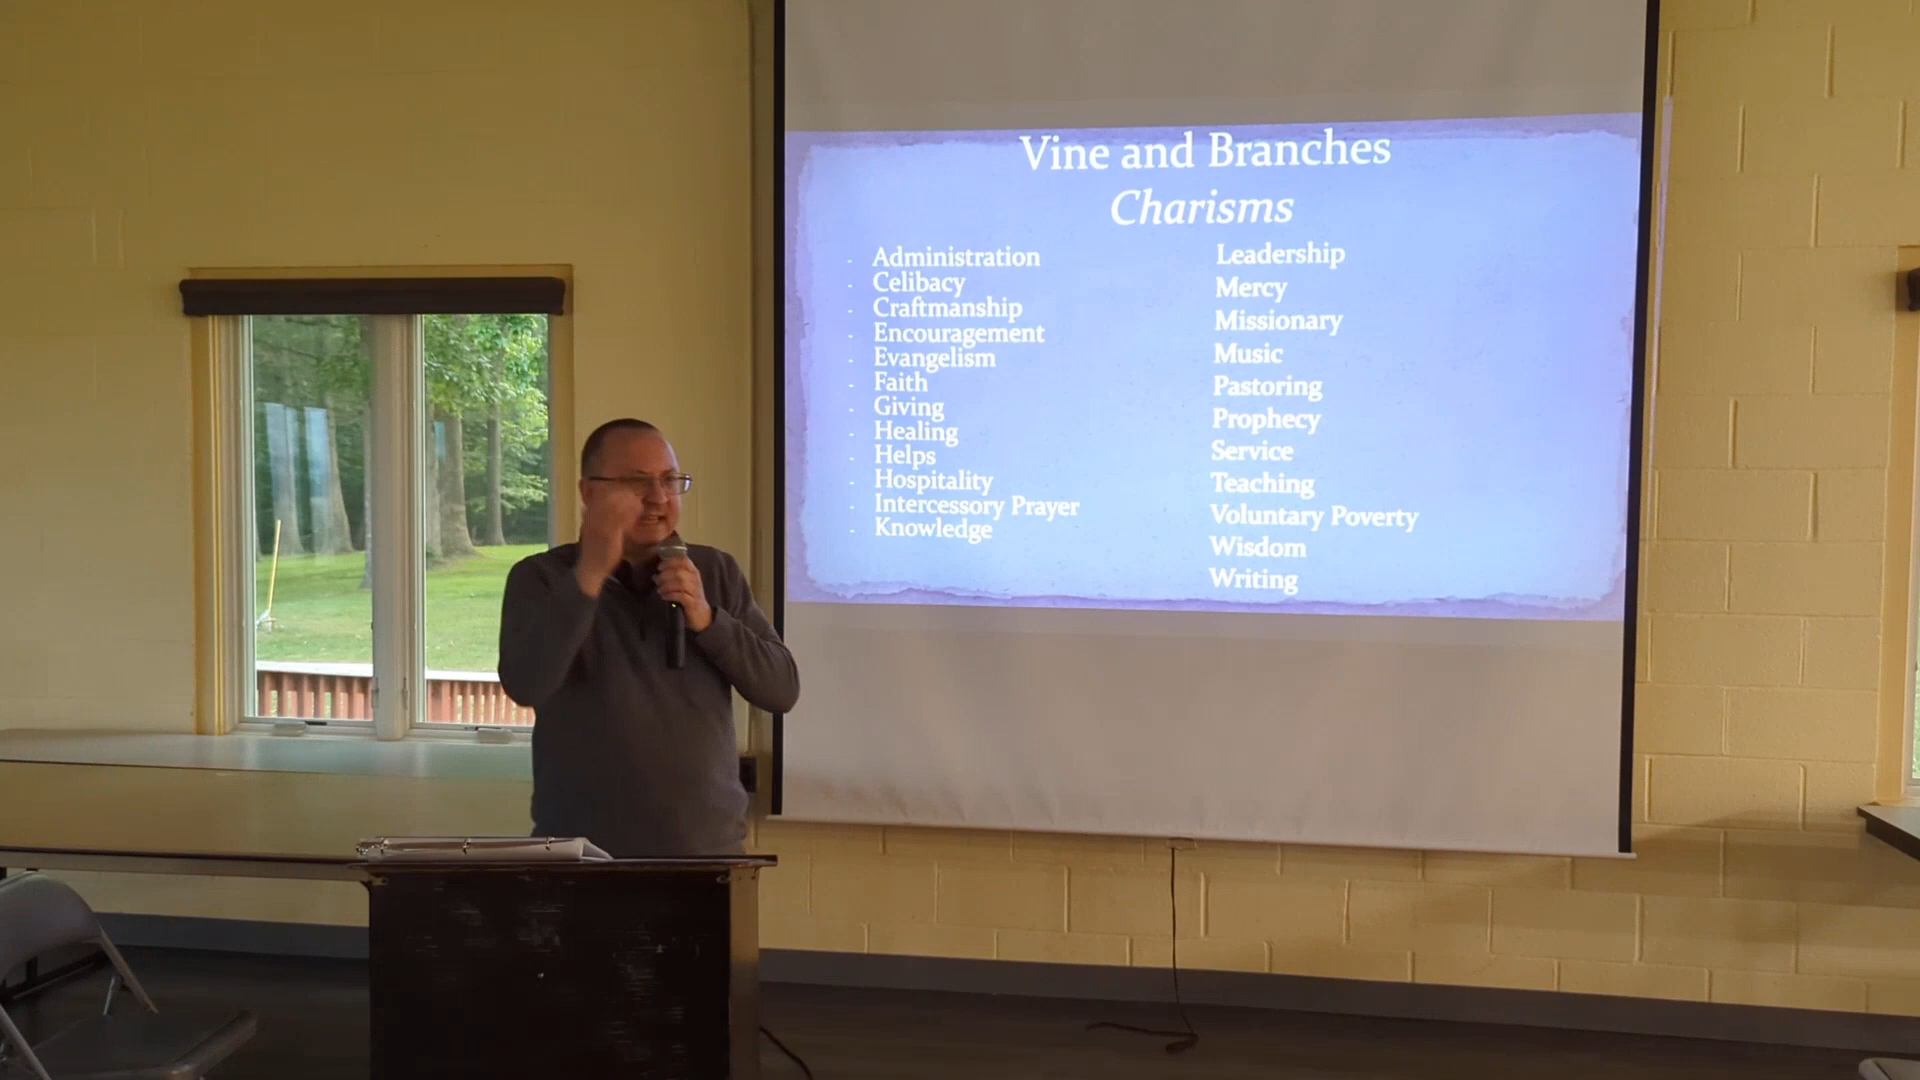 Vine and Branches
Charisms
- Administration
- Celibacy
- Craftmanship
- Encouragement
- Evangelism
- Faith
- Giving
- Healing
- Helps
- Hospitality
- Intercessory Prayer
- Knowledge
Leadership
Mercy
Missionary
Music
Pastoring
Prophecy
Service
Teaching
Voluntary Poverty
Wisdom
Writing